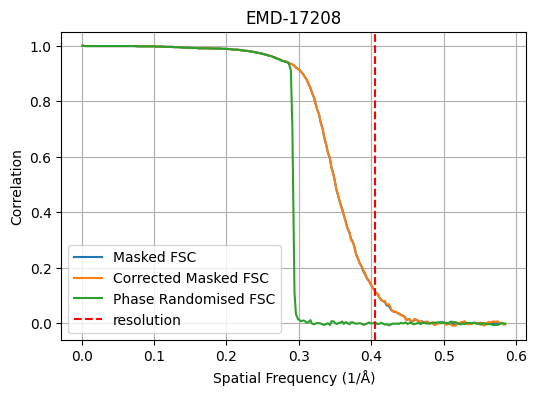 EMD-17208
Correlation
1.0
0.8
0.6
0.4
0.2
0.0
Masked FSC
Corrected Masked FSC
Phase Randomised FSC
resolution
0.0 0.1 0.2 0.3 0.4 0.5 0.6
Spatial Frequency (1/Å)